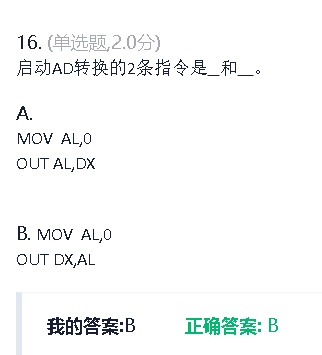 16. (单选题,2.0分)
启动AD转换的2条指令是__和__。
A.
MOV AL,0
OUT AL,DX
B. MOV AL,0
OUT DX,AL
我的答案:B 正确答案: B